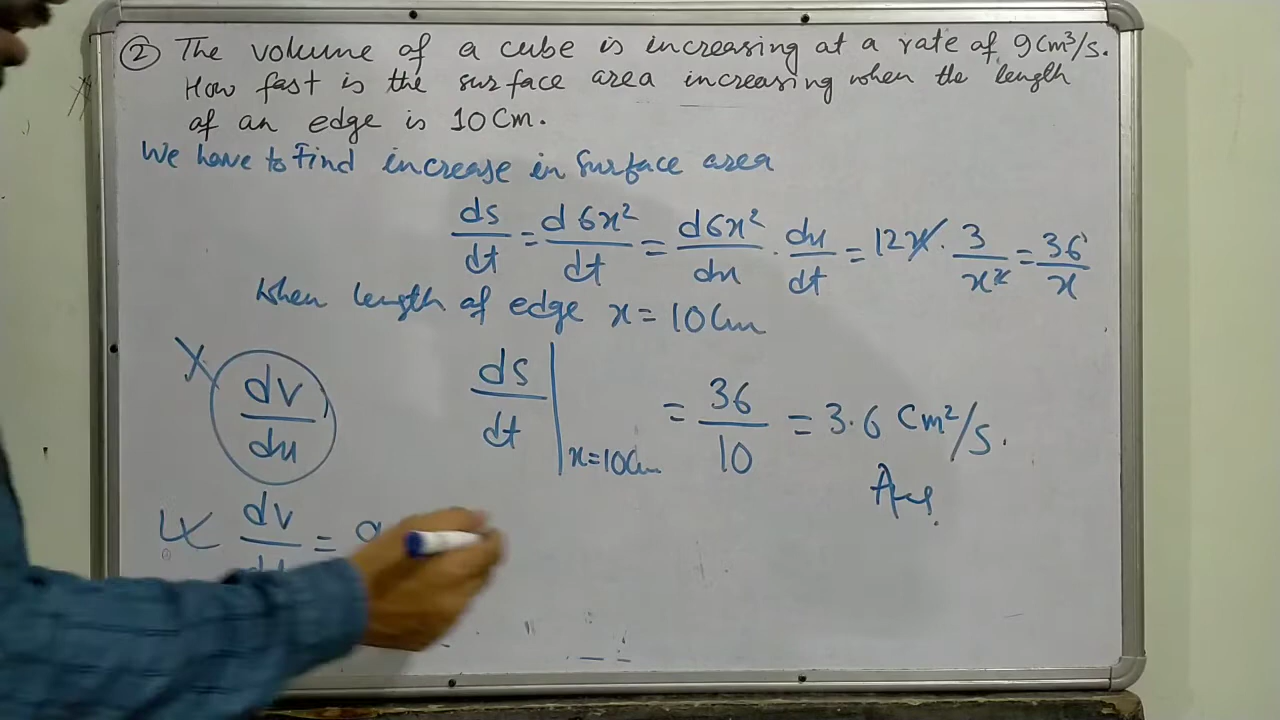 ② The volume of a cube is increasing at a rate of 9cm³/s.
How fast is the surface area increasing when the length
of an edge is 10cm.
We have to Find increase in Surface area
ds/dt = d6x²/dt = d6x²/dx · dx/dt = 12x · 3/x² = 36/x
When length of edge x = 10cm
X dv/dx
ds/dt | x=10cm = 36/10 = 3.6 cm²/s.
Ans.
dv/dt = 9